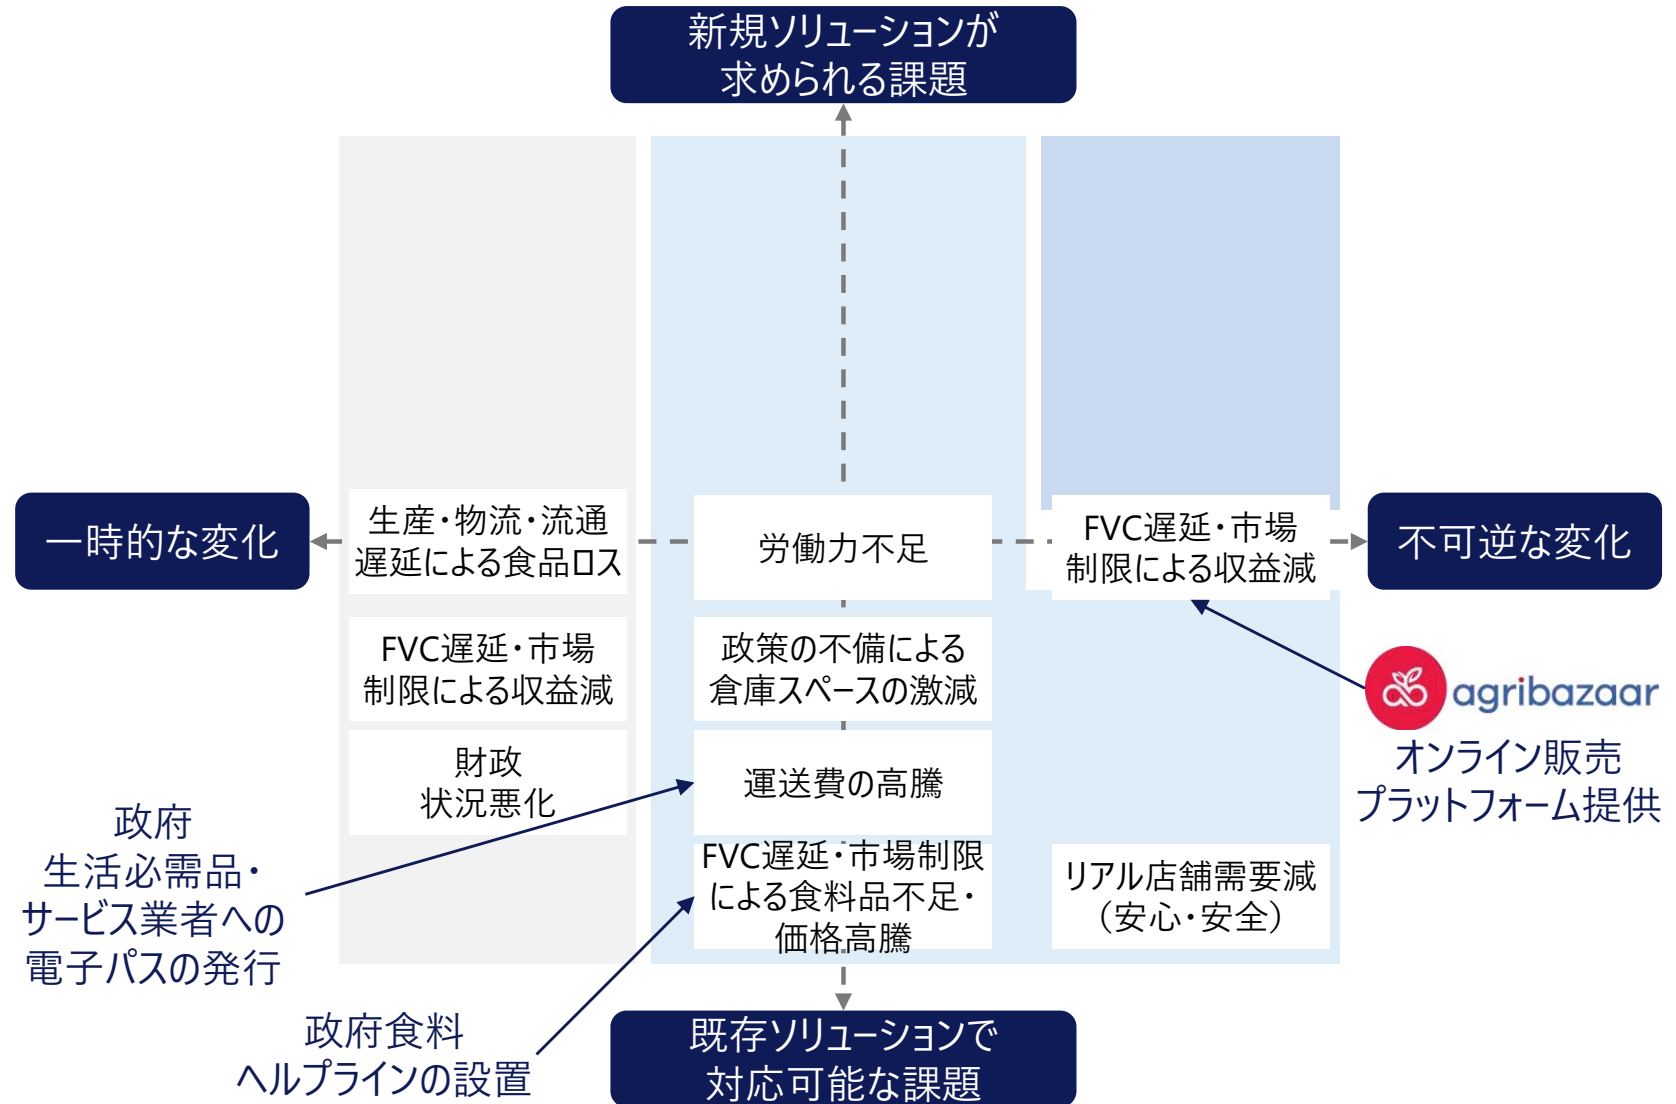 新規ソリューションが
求められる課題
一時的な変化
不可逆な変化
生産・物流・流通
遅延による食品ロス
労働力不足
FVC遅延・市場
制限による収益減
FVC遅延・市場
制限による収益減
政策の不備による
倉庫スペースの激減
agribazaar
オンライン販売
プラットフォーム提供
財政
状況悪化
運送費の高騰
政府
生活必需品・
サービス業者への
電子パスの発行
FVC遅延・市場制限
による食料品不足・
価格高騰
リアル店舗需要減
（安心・安全）
政府食料
ヘルプラインの設置
既存ソリューションで
対応可能な課題